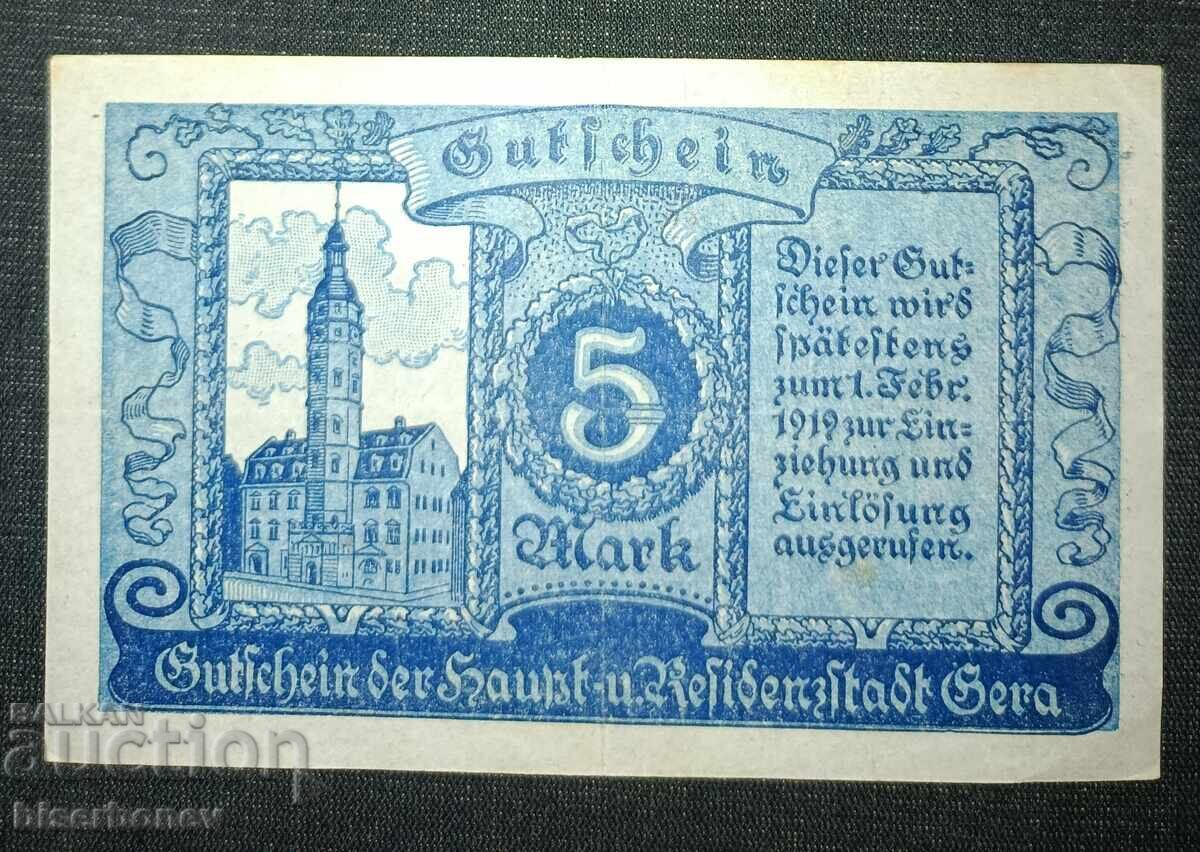 Gutschein
5
Mark
Dieser Gut=
schein wird
spätestens
zum 1. Febr.
1919 zur Ein=
ziehung und
Einlösung
ausgerufen.
Gutschein der Haupt- u. Residenzstadt Gera
BALKAN
auction
biserbonev